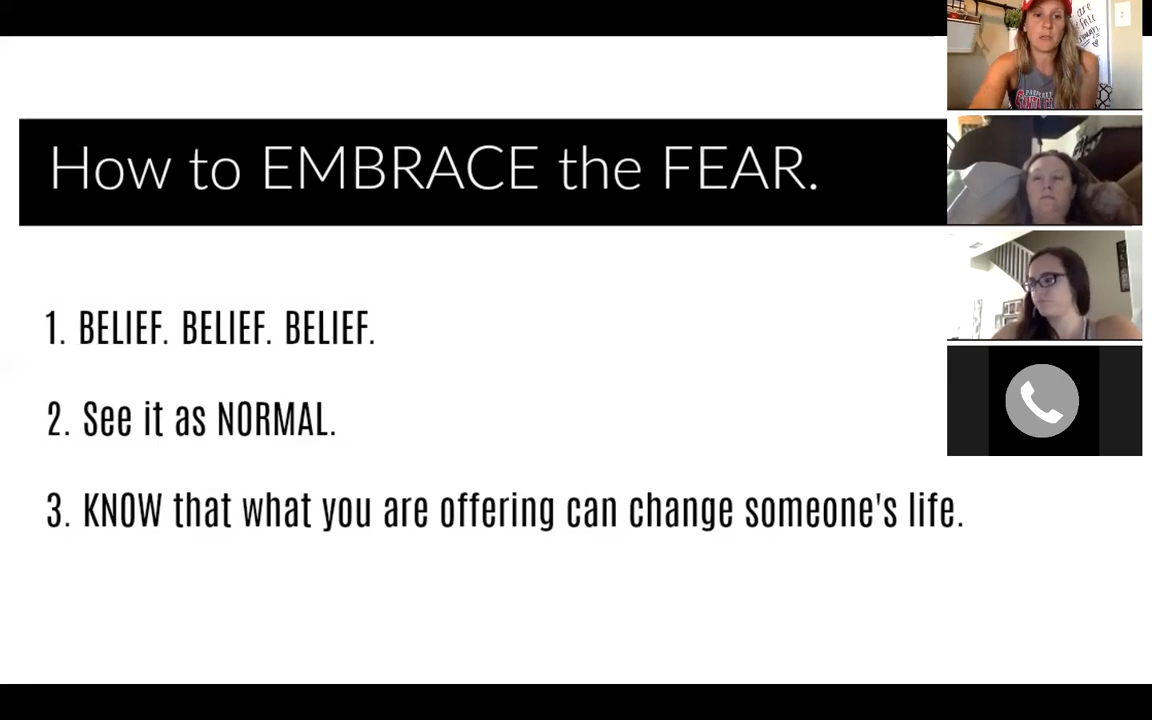 How to EMBRACE the FEAR.
1. BELIEF. BELIEF. BELIEF.
2. See it as NORMAL.
3. KNOW that what you are offering can change someone's life.
are